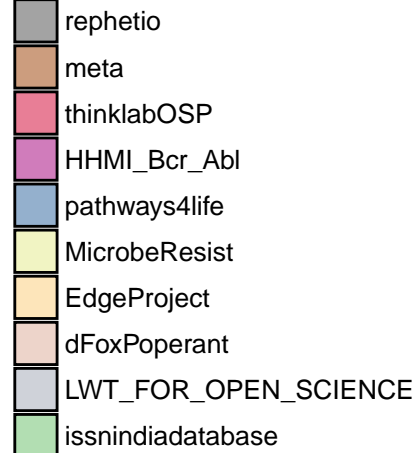 rephetio
meta
thinklabOSP
HHMI_Bcr_Abl
pathways4life
MicrobeResist
EdgeProject
dFoxPoperant
LWT_FOR_OPEN_SCIENCE
issnindiadatabase